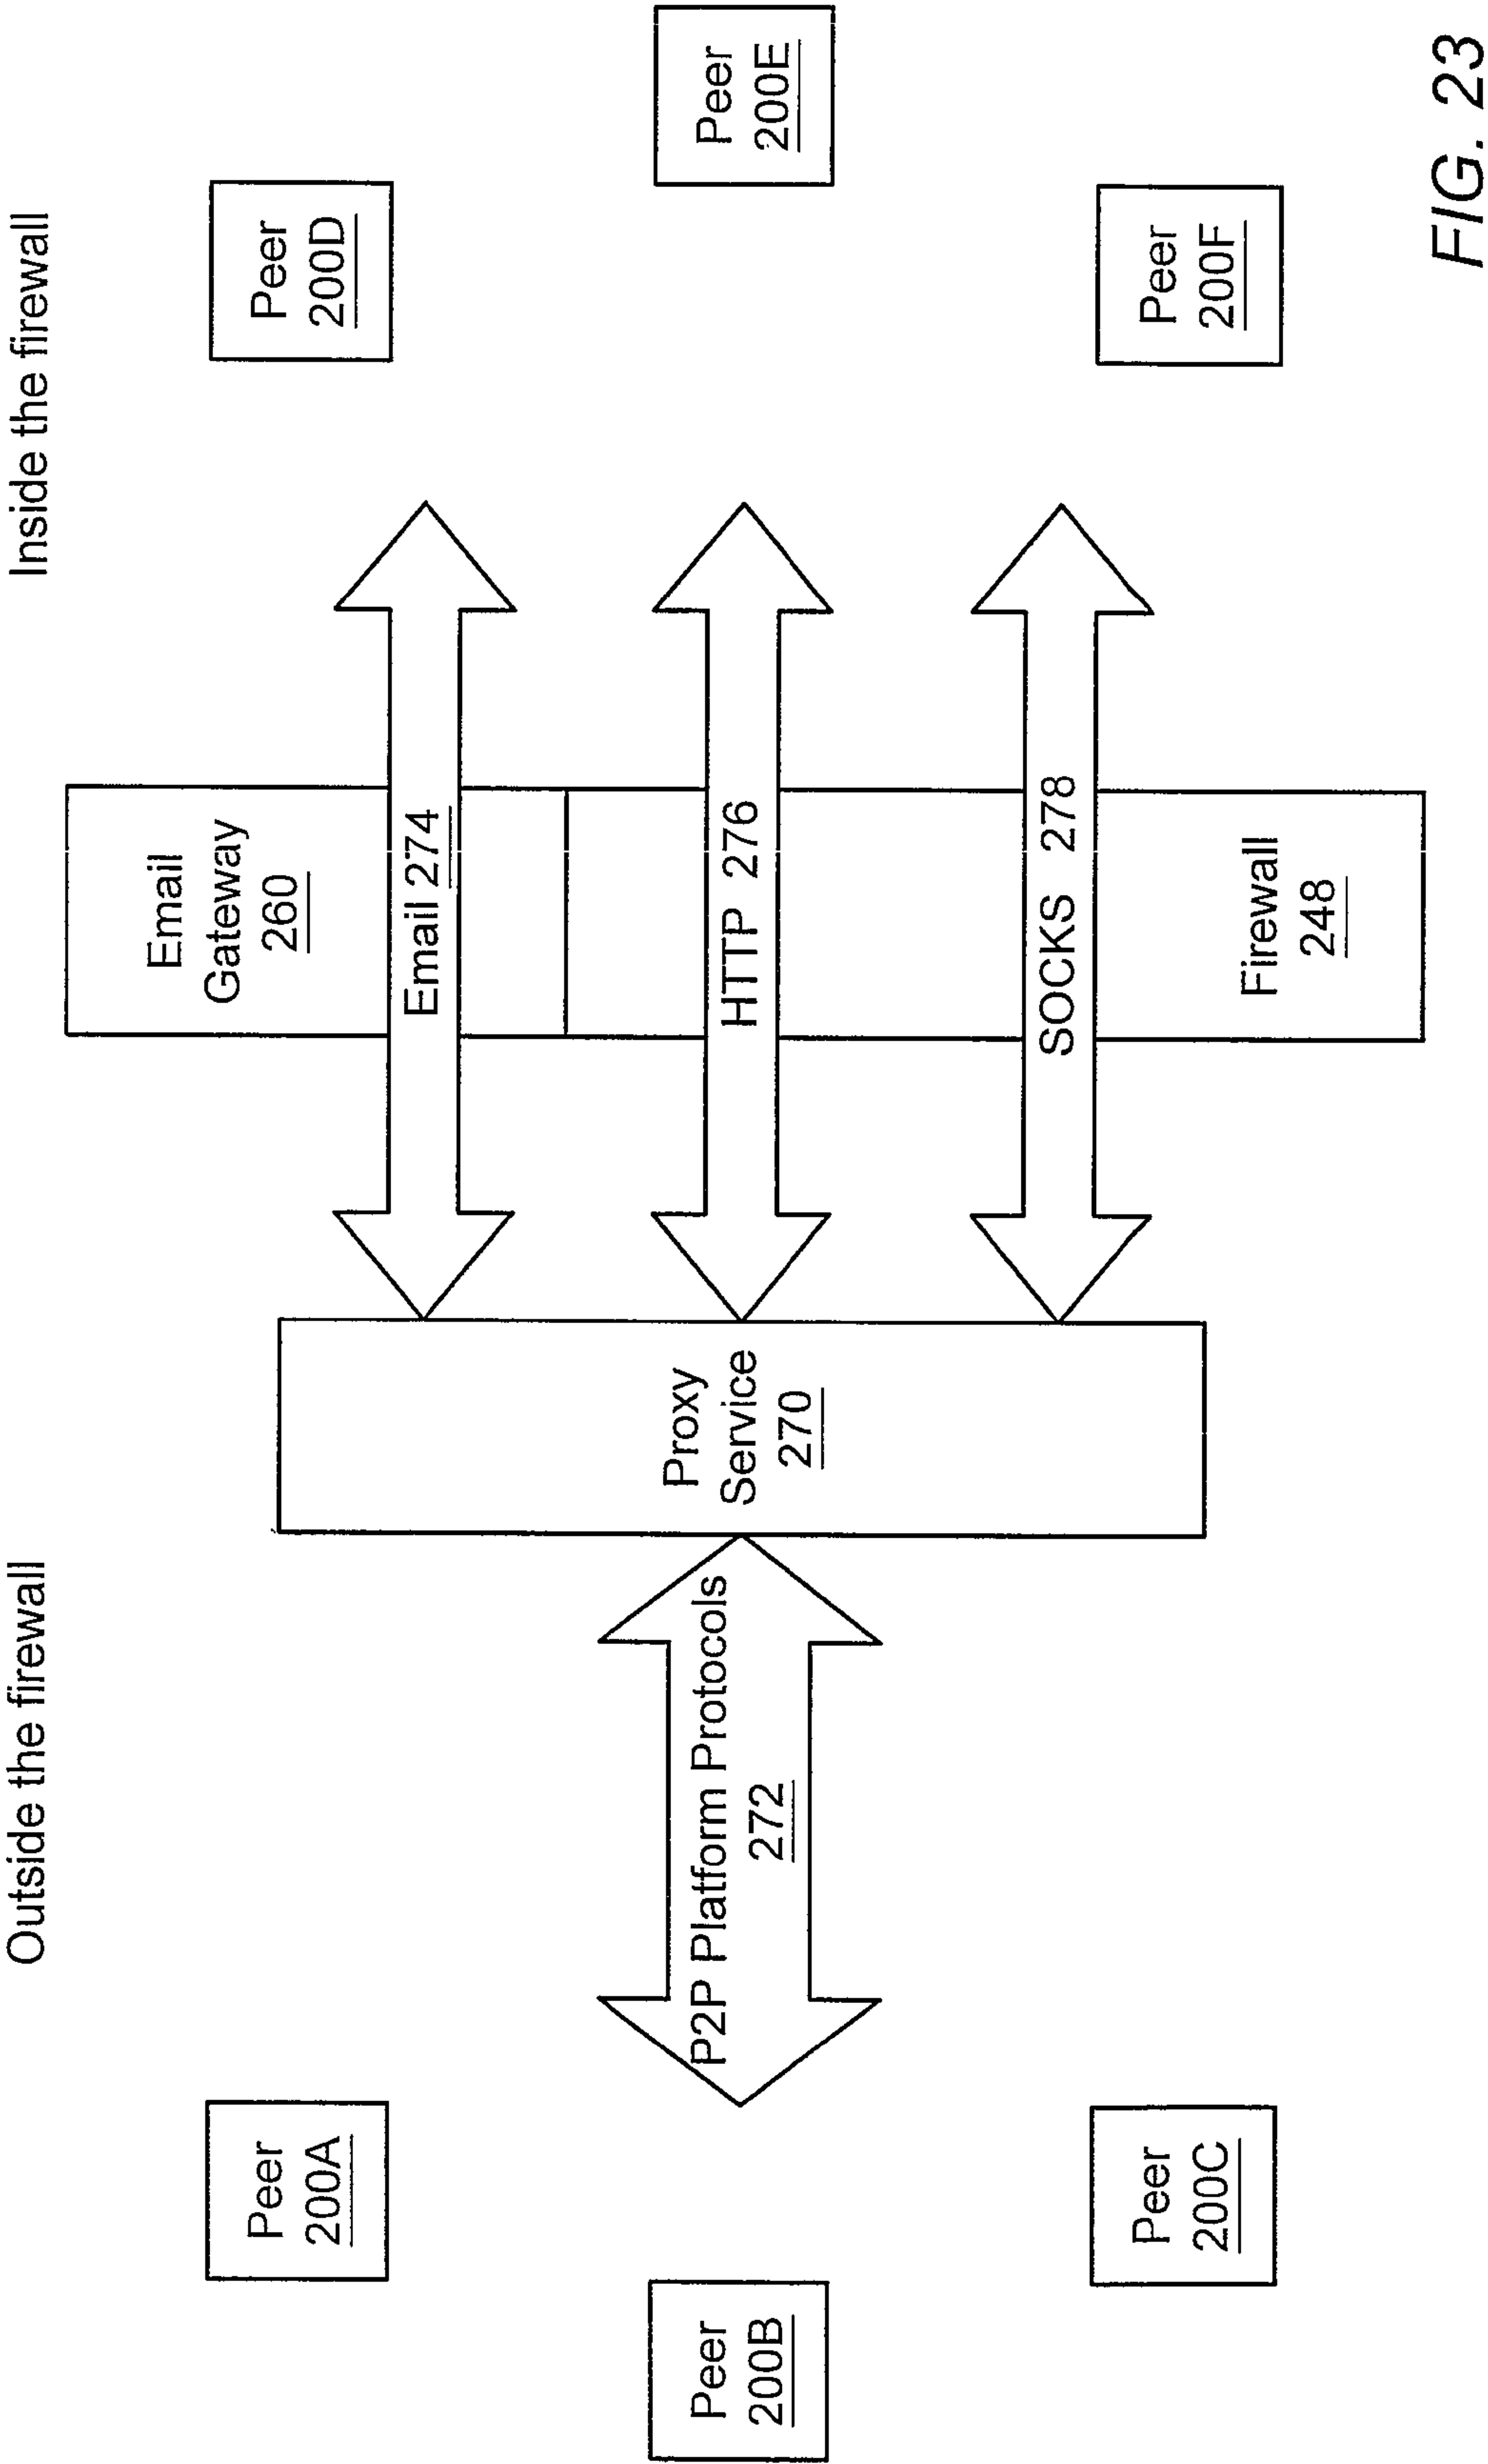 Outside the firewall
Inside the firewall
Peer
200A
Peer
200B
Peer
200C
P2P Platform Protocols
272
Proxy
Service
270
Email
Gateway
260
Email 274
HTTP 276
SOCKS 278
Firewall
248
Peer
200D
Peer
200E
Peer
200F
FIG. 23